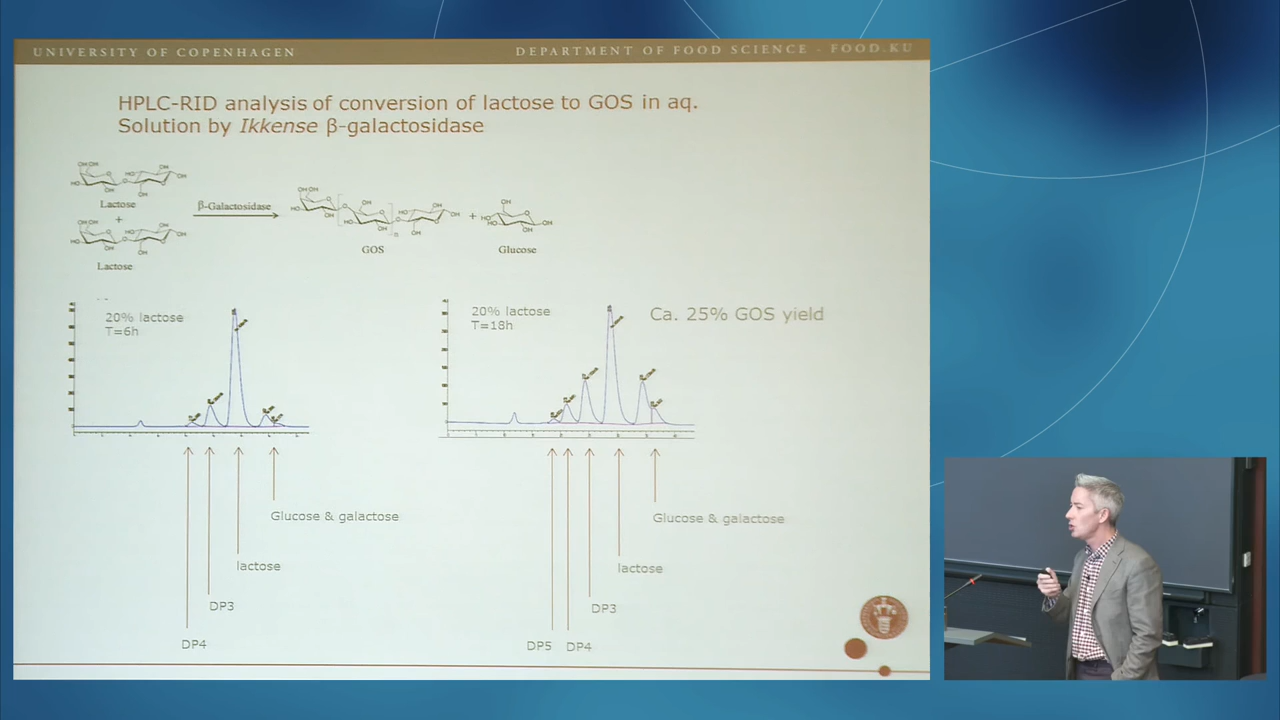 UNIVERSITY OF COPENHAGEN
DEPARTMENT OF FOOD SCIENCE - FOOD.KU
HPLC-RID analysis of conversion of lactose to GOS in aq.
Solution by Ikkense β-galactosidase
Lactose
+
Lactose
β-Galactosidase
GOS
+
Glucose
20% lactose
T=6h
20% lactose
T=18h
Ca. 25% GOS yield
Glucose & galactose
lactose
DP3
DP4
Glucose & galactose
lactose
DP3
DP5
DP4